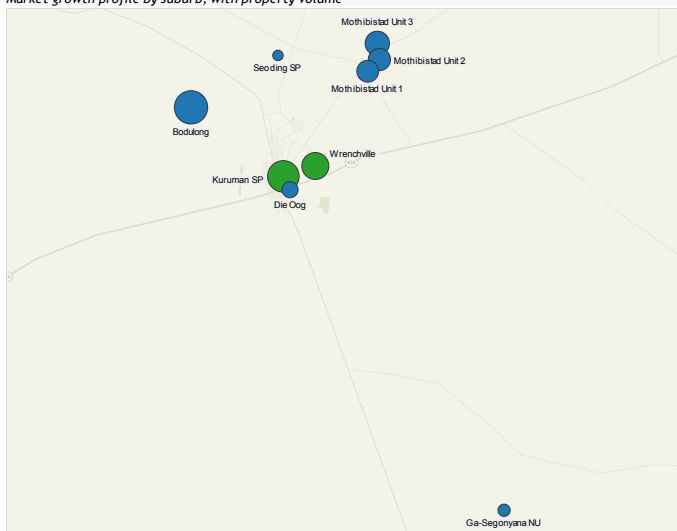 Market growth profile by suburb, with property volume
Mothibistad Unit 3
Seoding SP
Mothibistad Unit 2
Mothibistad Unit 1
Bodulong
Wrenchville
Kuruman SP
Die Oog
Ga-Segonyana NU